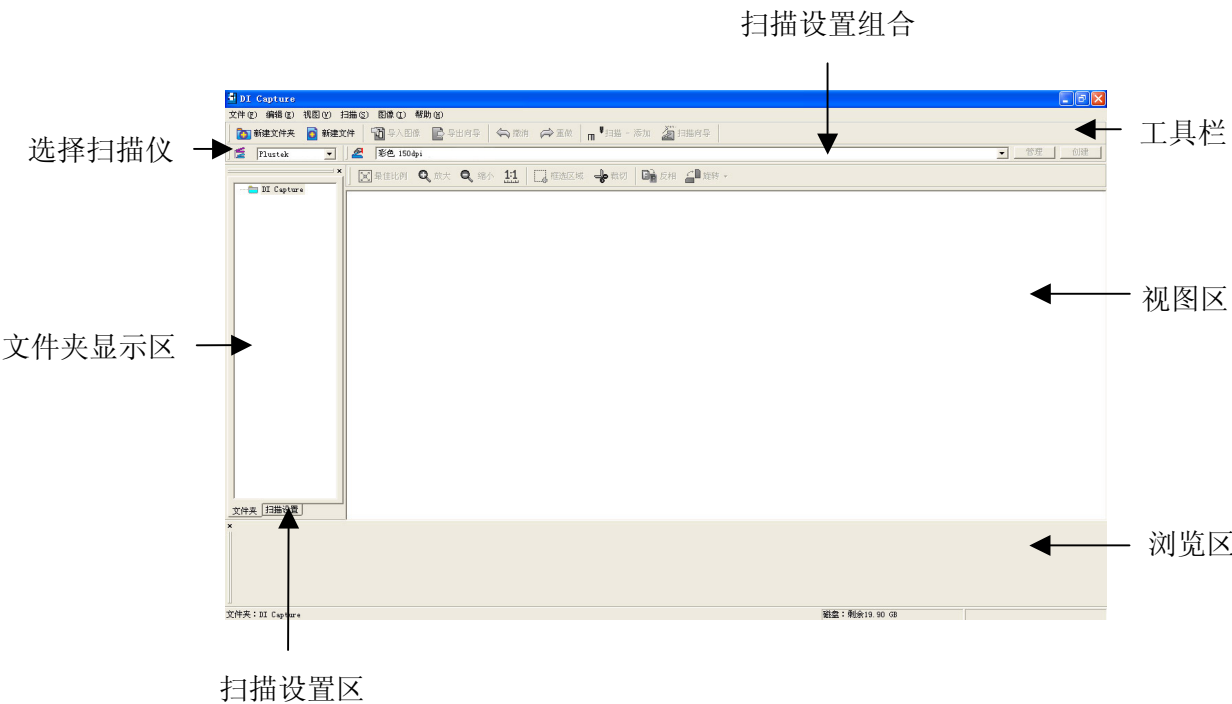 扫描设置组合
DI Capture
文件(F) 编辑(E) 视图(V) 扫描(S) 图像(I) 帮助(H)
新建文件夹 新建文件 导入图像 导出向导 撤消 重做 扫描 - 添加 扫描向导
工具栏
选择扫描仪
Plustek 彩色 150dpi 管理 创建
最佳比例 放大 缩小 1:1 框选区域 裁切 反相 旋转
DI Capture
视图区
文件夹显示区
文件夹 扫描设置
浏览区
文件夹：DI Capture 磁盘：剩余19.90 GB
扫描设置区